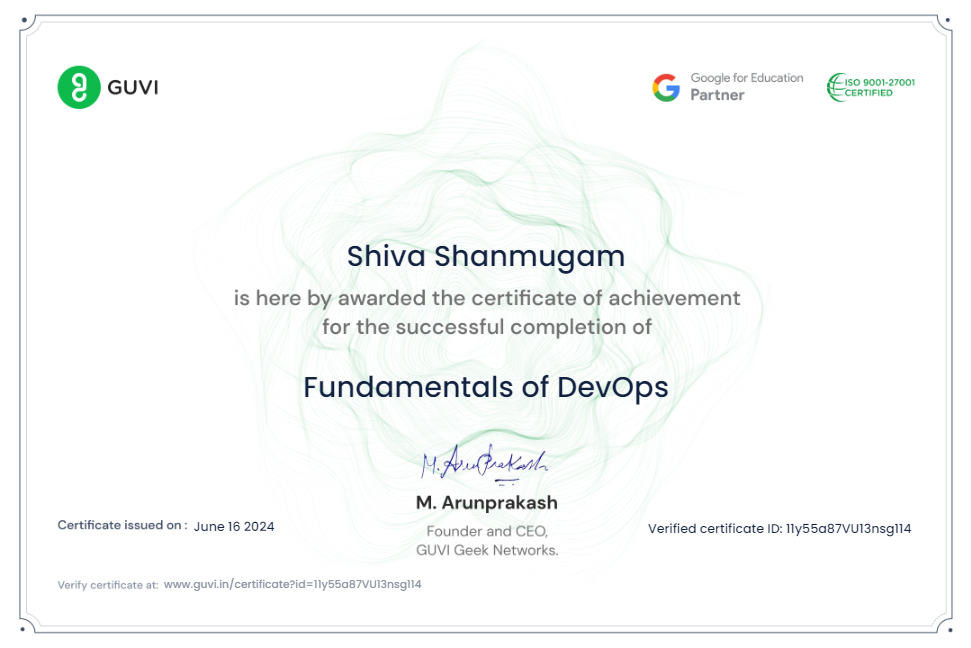 GUVI
Google for Education
Partner
ISO 9001-27001
CERTIFIED
Shiva Shanmugam
is here by awarded the certificate of achievement
for the successful completion of
Fundamentals of DevOps
M. Arunprakash
M. Arunprakash
Founder and CEO,
GUVI Geek Networks.
Certificate issued on : June 16 2024
Verified certificate ID: 11y55a87VU13nsg114
Verify certificate at: www.guvi.in/certificate?id=11y55a87VU13nsg114